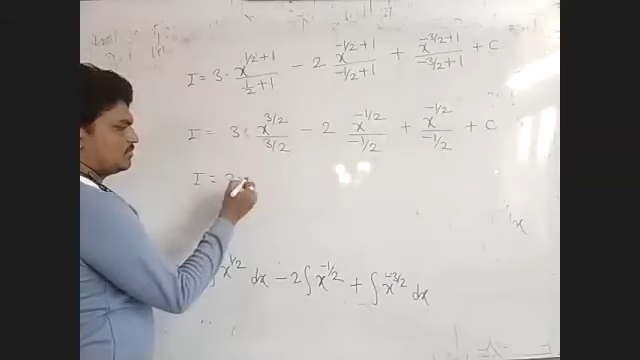 I = 3 · x^{1/2+1}/(1/2+1) − 2 x^{-1/2+1}/(-1/2+1) + x^{-3/2+1}/(-3/2+1) + C
I = 3 · x^{3/2}/(3/2) − 2 x^{-1/2}/(-1/2) + x^{-1/2}/(-1/2) + C
I = 2x
∫ x^{1/2} dx − 2∫ x^{-1/2} + ∫ x^{-3/2} dx